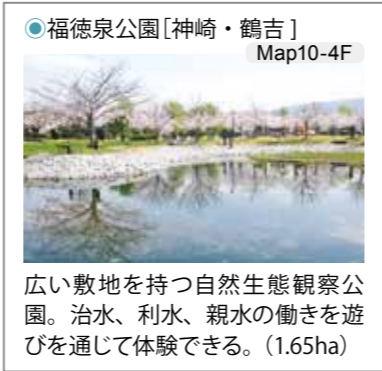 ◉福徳泉公園[神崎・鶴吉]
Map10-4F
広い敷地を持つ自然生態観察公
園。治水、利水、親水の働きを遊
びを通じて体験できる。（1.65ha）